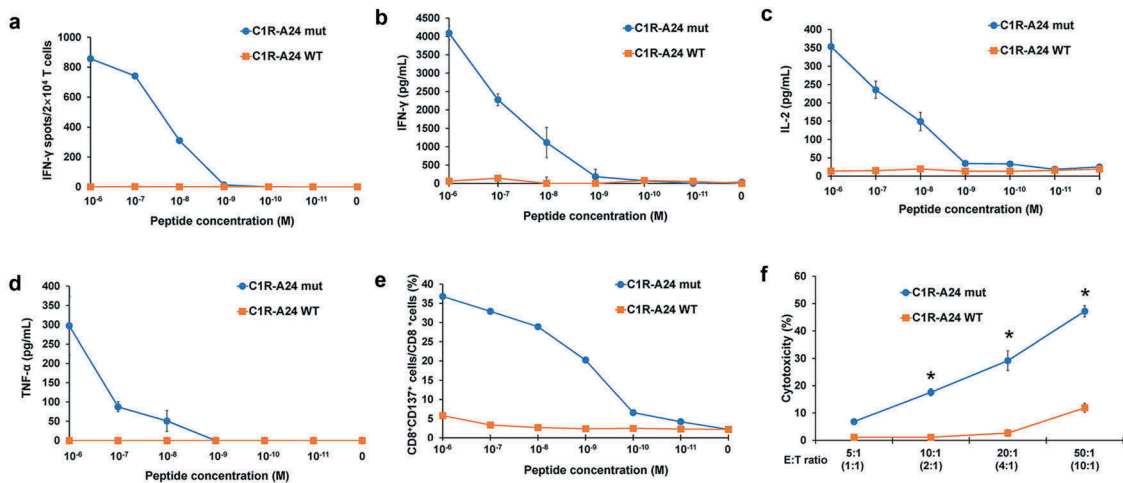 a
C1R-A24 mut
C1R-A24 WT
IFN-γ spots/2×10⁴ T cells
1000
800
600
400
200
0
10⁻⁶ 10⁻⁷ 10⁻⁸ 10⁻⁹ 10⁻¹⁰ 10⁻¹¹ 0
Peptide concentration (M)
b
C1R-A24 mut
C1R-A24 WT
IFN-γ (pg/mL)
4500
4000
3500
3000
2500
2000
1500
1000
500
0
10⁻⁶ 10⁻⁷ 10⁻⁸ 10⁻⁹ 10⁻¹⁰ 10⁻¹¹ 0
Peptide concentration (M)
c
C1R-A24 mut
C1R-A24 WT
IL-2 (pg/mL)
400
350
300
250
200
150
100
50
0
10⁻⁶ 10⁻⁷ 10⁻⁸ 10⁻⁹ 10⁻¹⁰ 10⁻¹¹ 0
Peptide concentration (M)
d
C1R-A24 mut
C1R-A24 WT
TNF-α (pg/mL)
400
350
300
250
200
150
100
50
0
10⁻⁶ 10⁻⁷ 10⁻⁸ 10⁻⁹ 10⁻¹⁰ 10⁻¹¹ 0
Peptide concentration (M)
e
C1R-A24 mut
C1R-A24 WT
CD8⁺CD137⁺ cells/CD8 ⁺cells (%)
40
35
30
25
20
15
10
5
0
10⁻⁶ 10⁻⁷ 10⁻⁸ 10⁻⁹ 10⁻¹⁰ 10⁻¹¹ 0
Peptide concentration (M)
f
C1R-A24 mut
C1R-A24 WT
Cytotoxicity (%)
60
50
40
30
20
10
0
* * *
E:T ratio 5:1 10:1 20:1 50:1
(1:1) (2:1) (4:1) (10:1)